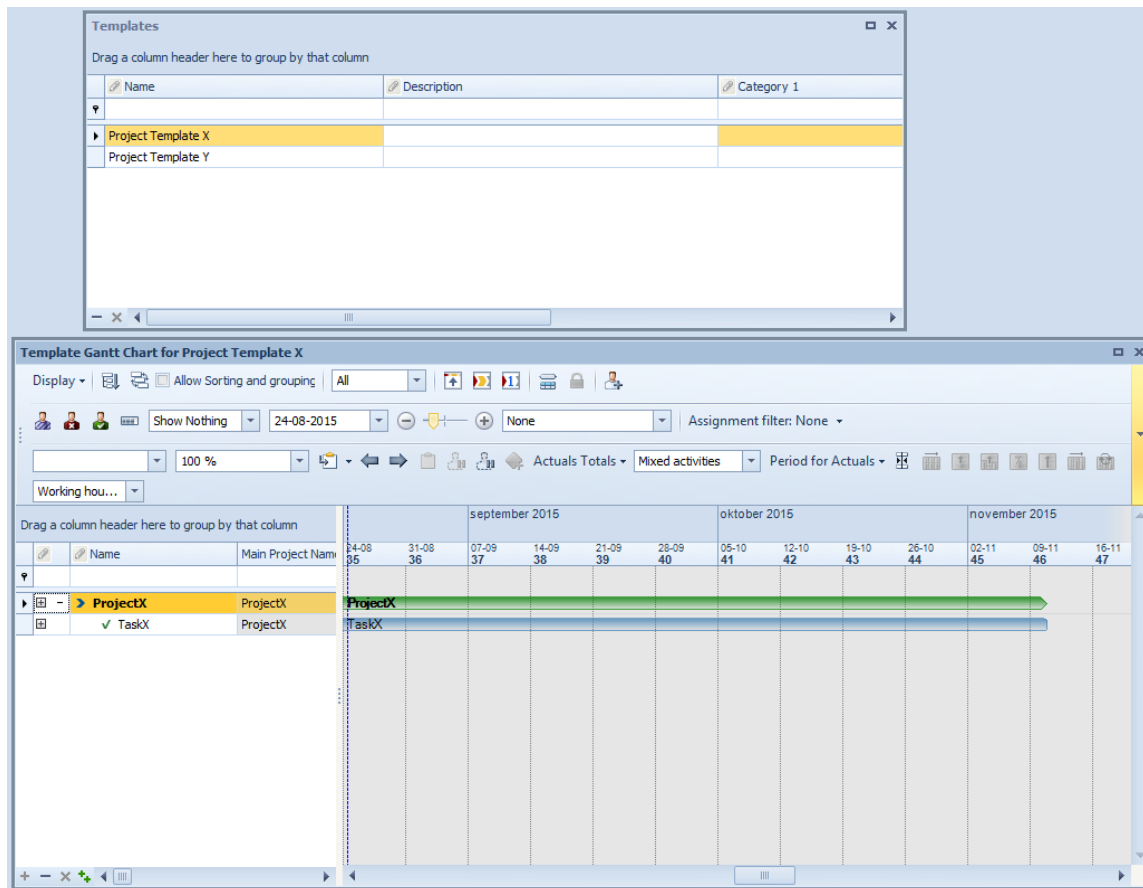 Templates
Drag a column header here to group by that column
Name Description Category 1
Project Template X
Project Template Y
Template Gantt Chart for Project Template X
Display Allow Sorting and grouping All 1
Show Nothing 24-08-2015 None Assignment filter: None
100 % Actuals Totals Mixed activities Period for Actuals
Working hou...
Drag a column header here to group by that column
september 2015 oktober 2015 november 2015
Name Main Project Name
24-08 31-08 07-09 14-09 21-09 28-09 05-10 12-10 19-10 26-10 02-11 09-11 16-11
35 36 37 38 39 40 41 42 43 44 45 46 47
ProjectX ProjectX ProjectX
TaskX ProjectX TaskX